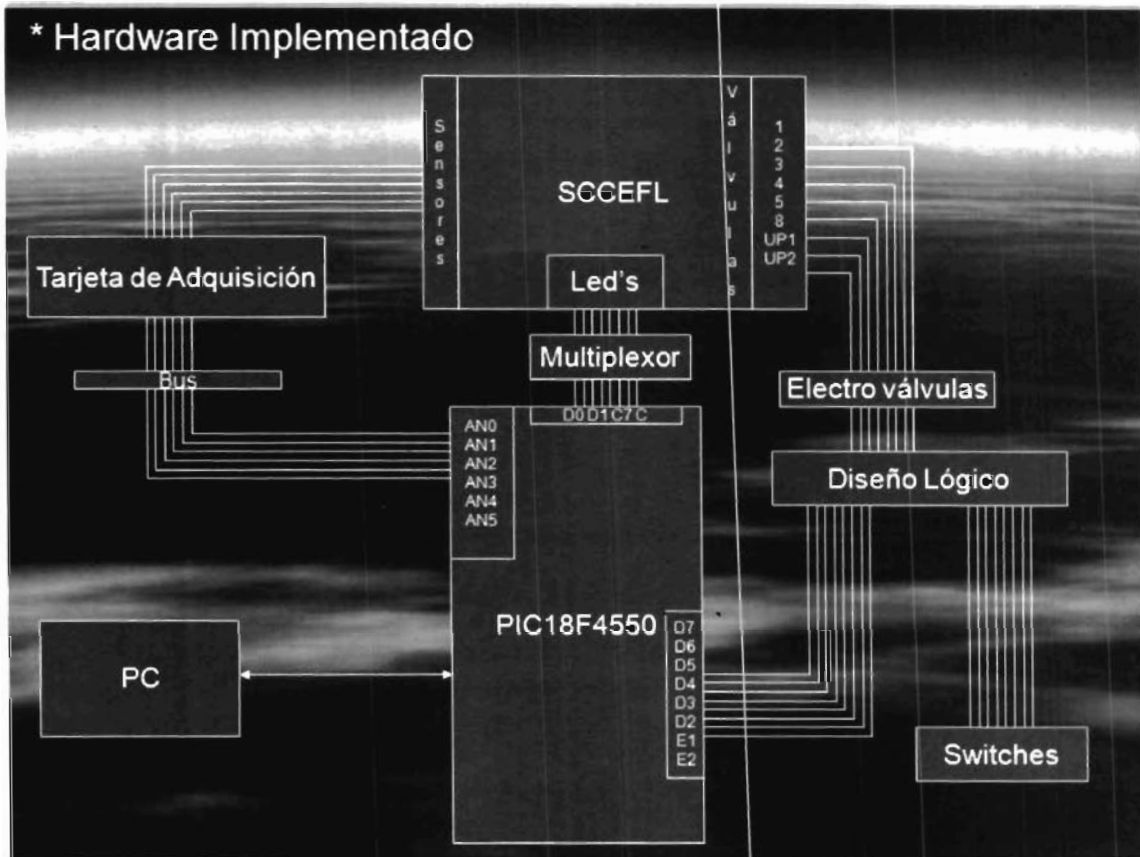 * Hardware Implementado
Sensores
SCCEFL
Válvulas
1
2
3
4
5
8
UP1
UP2
Led's
Tarjeta de Adquisición
Multiplexor
Bus
Electro válvulas
D0 D1 C7 C
AN0
AN1
AN2
AN3
AN4
AN5
Diseño Lógico
PIC18F4550
D7
D6
D5
D4
D3
D2
E1
E2
PC
Switches